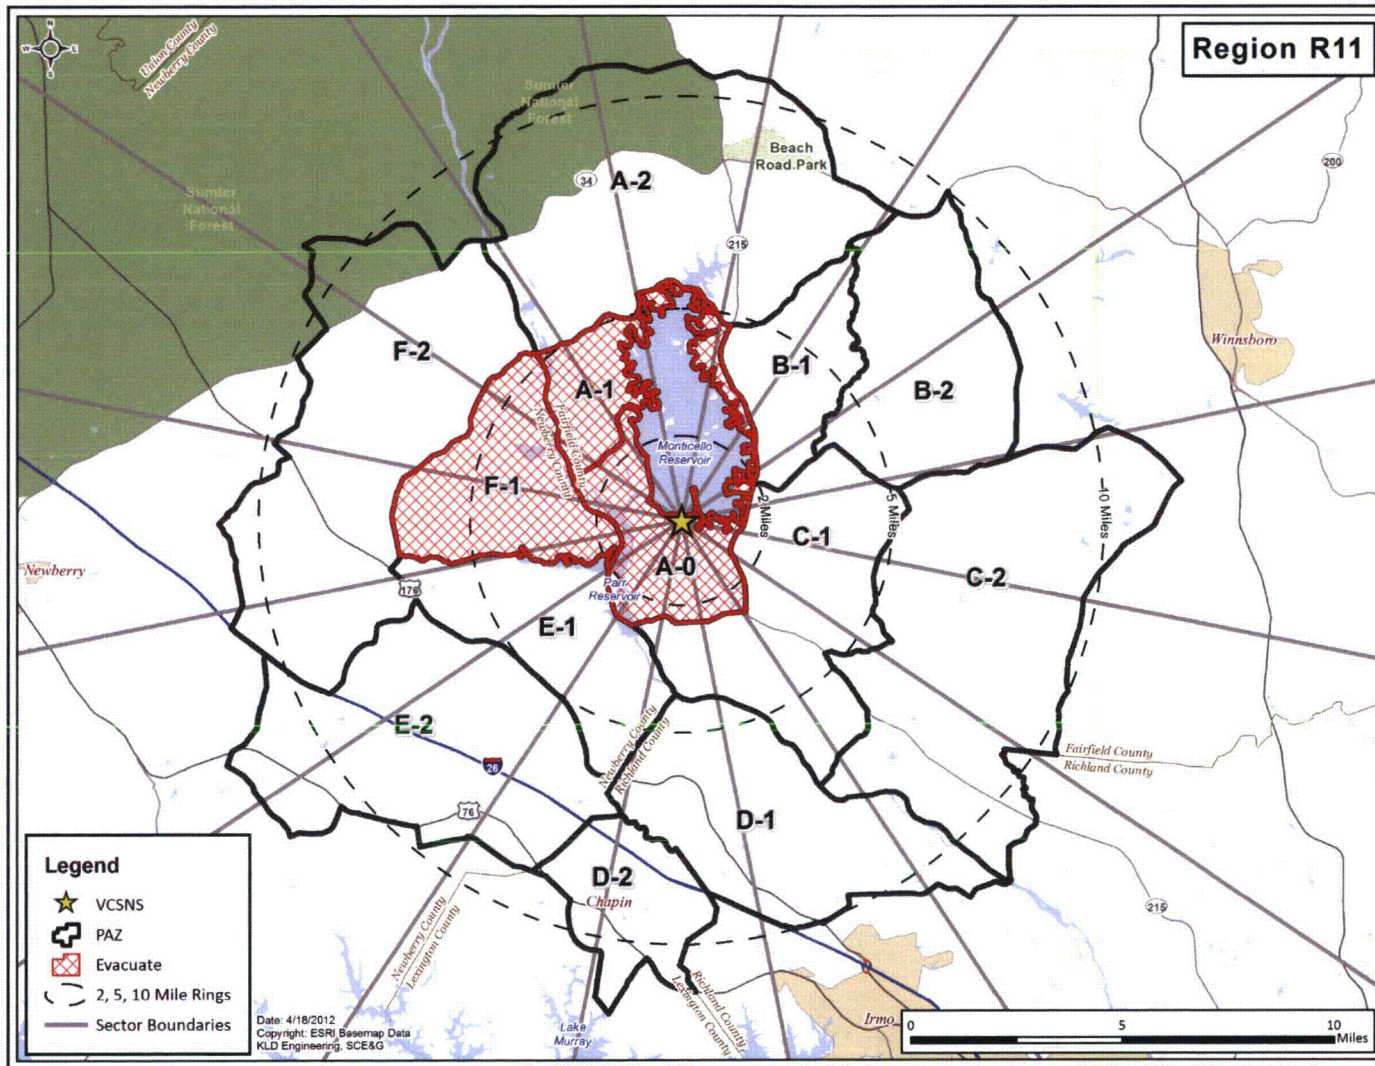 Region R11
N
W
E
S
Union County
Newberry County
Sumter
National
Forest
Beach
Road.Park
200
34
A-2
Sumter
National
Forest
215
F-2
B-1
Winnsboro
A-1
B-2
Fairfield County
Newberry County
Monticello
Reservoir
F-1
2 Miles
5 Miles
10 Miles
C-1
Newberry
A-0
C-2
176
Parr
Reservoir
E-1
E-2
Newberry County
Richland County
Fairfield County
Richland County
26
76
D-1
D-2
Chapin
215
Newberry County
Lexington County
Richland County
Lexington County
Irmo
Lake
Murray
Legend
VCSNS
PAZ
Evacuate
2, 5, 10 Mile Rings
Sector Boundaries
Date: 4/18/2012
Copyright: ESRI Basemap Data
KLD Engineering, SCE&G
0
5
10
Miles